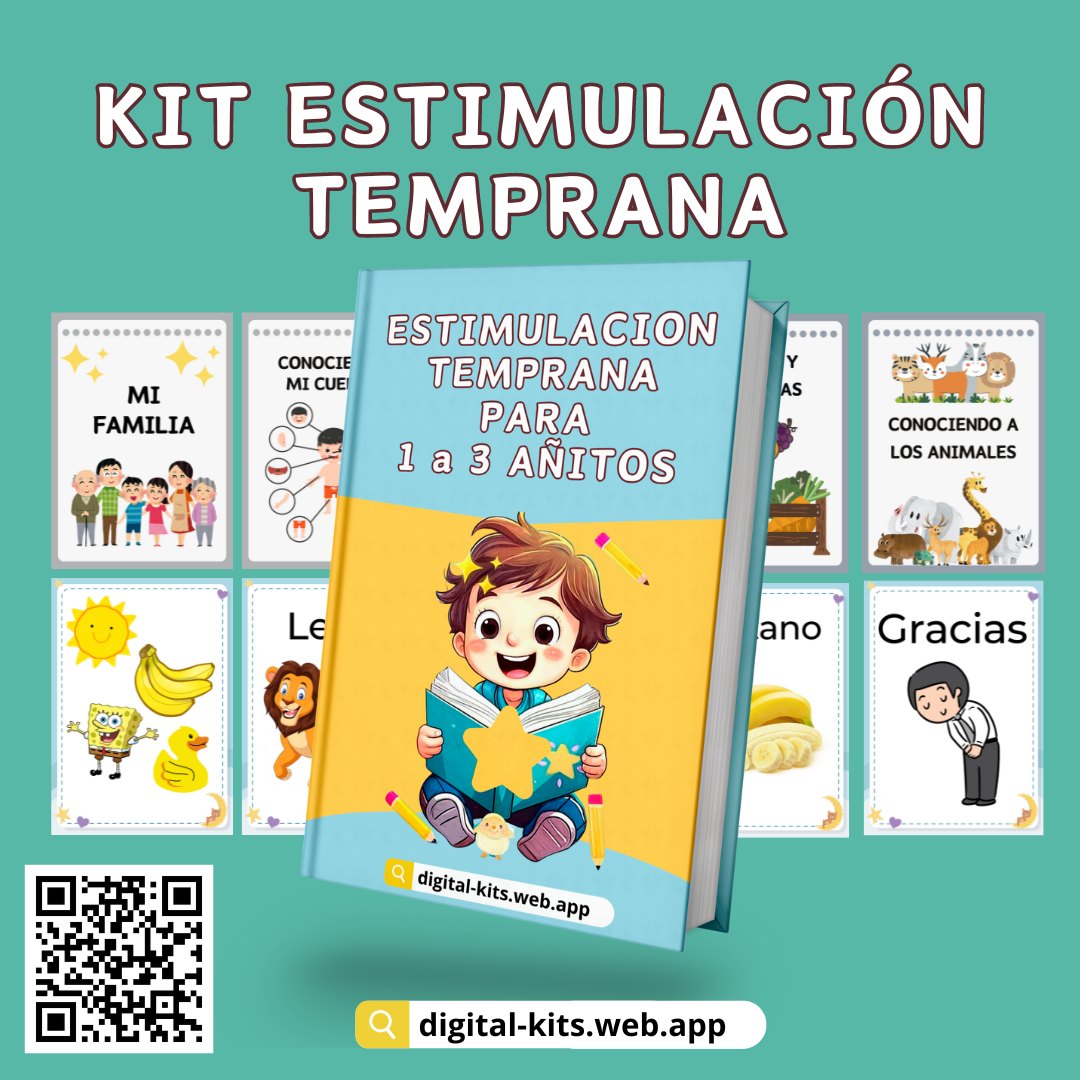 KIT ESTIMULACIÓN
TEMPRANA
MI
FAMILIA
ESTIMULACION
TEMPRANA
PARA
1 a 3 AÑITOS
Y
CONOCIENDO A
LOS ANIMALES
Gracias
digital-kits.web.app
digital-kits.web.app